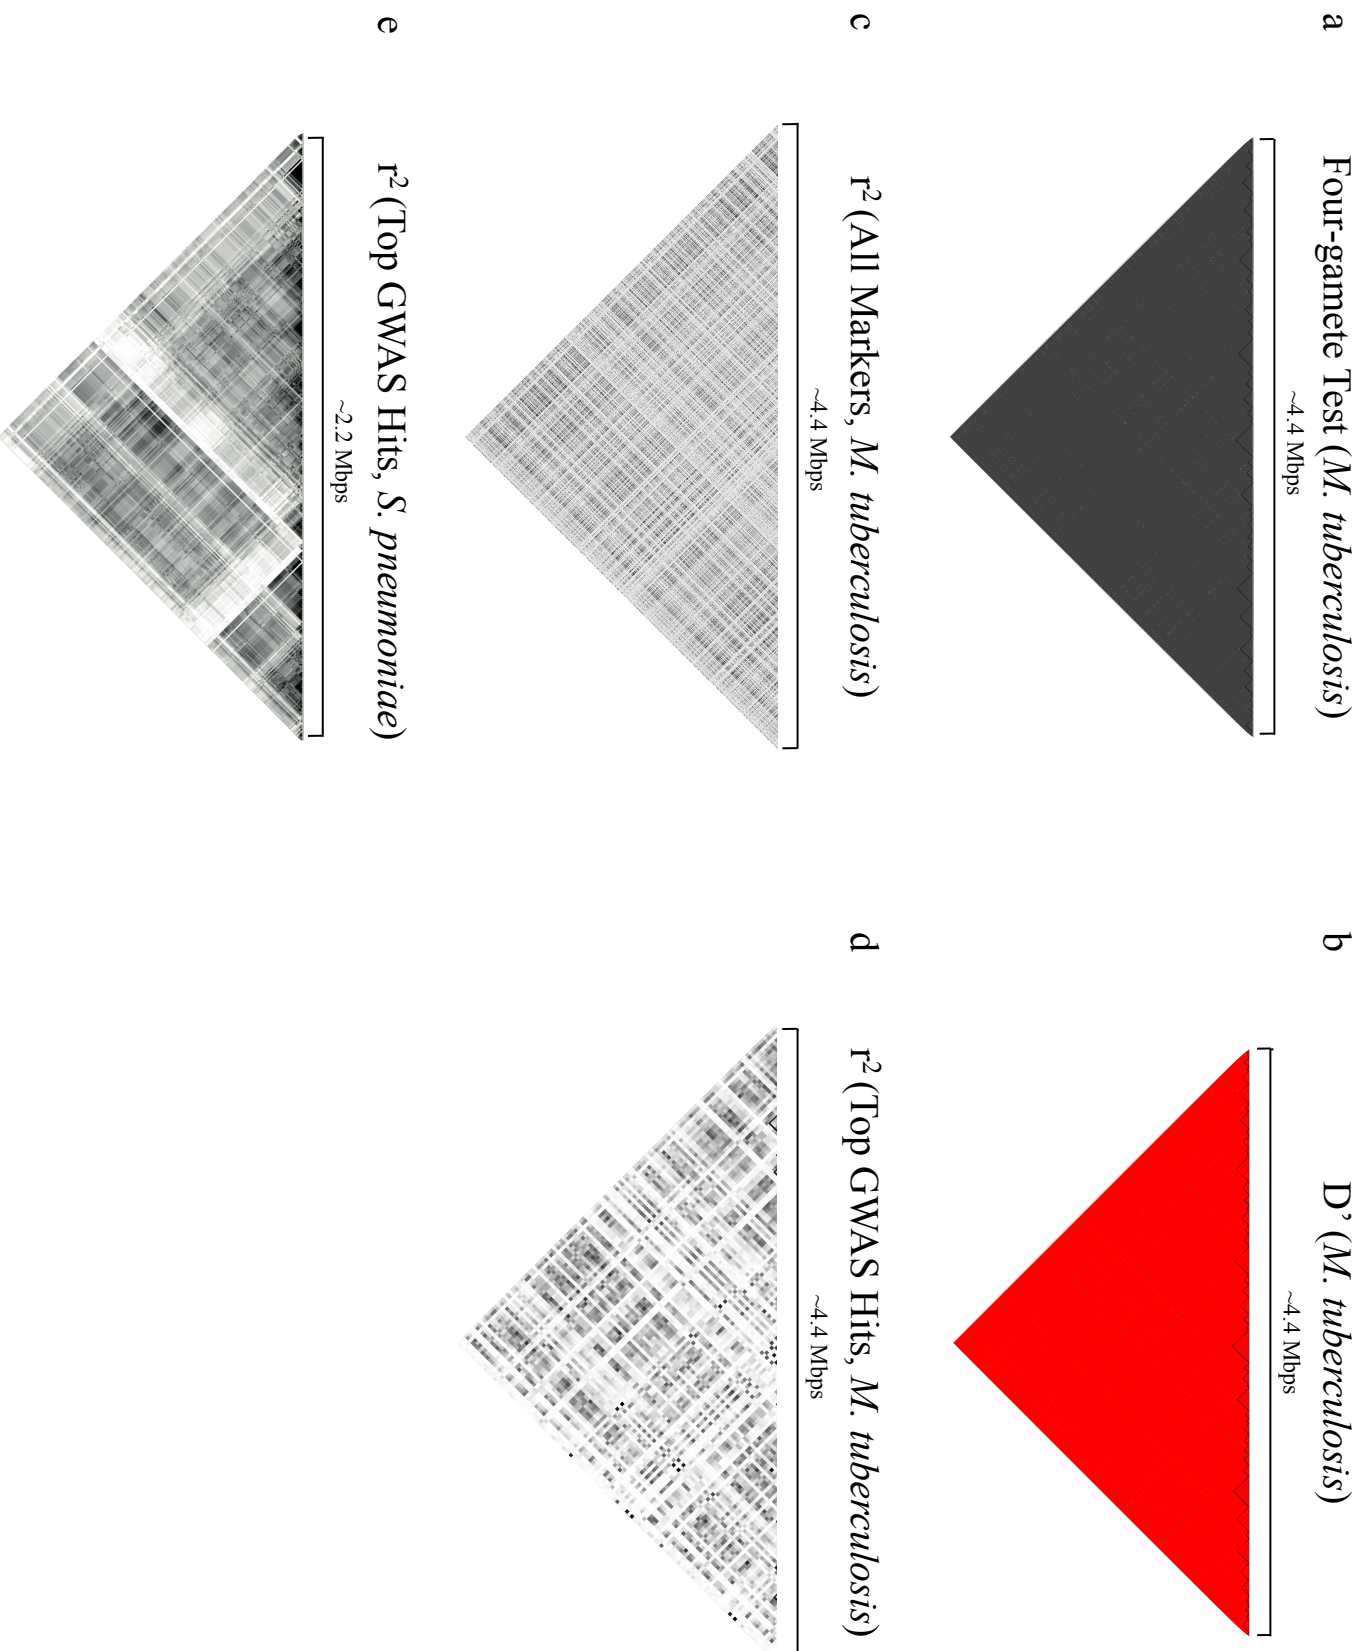 a
Four-gamete Test (M. tuberculosis)
~4.4 Mbps
b
D’ (M. tuberculosis)
~4.4 Mbps
c
r² (All Markers, M. tuberculosis)
~4.4 Mbps
d
r² (Top GWAS Hits, M. tuberculosis)
~4.4 Mbps
e
r² (Top GWAS Hits, S. pneumoniae)
~2.2 Mbps